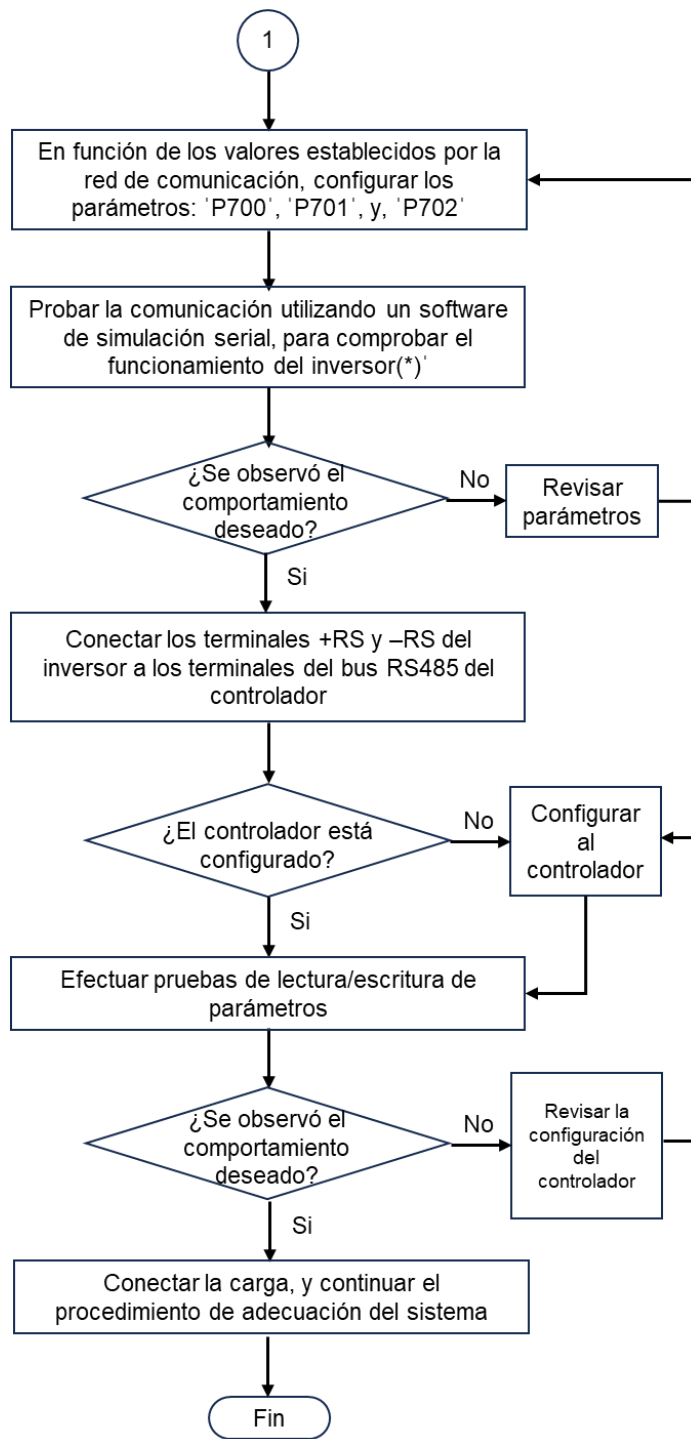 1
En función de los valores establecidos por la
red de comunicación, configurar los
parámetros: ˈP700ˈ, ˈP701ˈ, y, ˈP702ˈ
Probar la comunicación utilizando un software
de simulación serial, para comprobar el
funcionamiento del inversor(*)ˈ
¿Se observó el
comportamiento
deseado?
No
Revisar
parámetros
Si
Conectar los terminales +RS y –RS del
inversor a los terminales del bus RS485 del
controlador
¿El controlador está
configurado?
No
Configurar
al
controlador
Si
Efectuar pruebas de lectura/escritura de
parámetros
¿Se observó el
comportamiento
deseado?
No
Revisar la
configuración
del
controlador
Si
Conectar la carga, y continuar el
procedimiento de adecuación del sistema
Fin